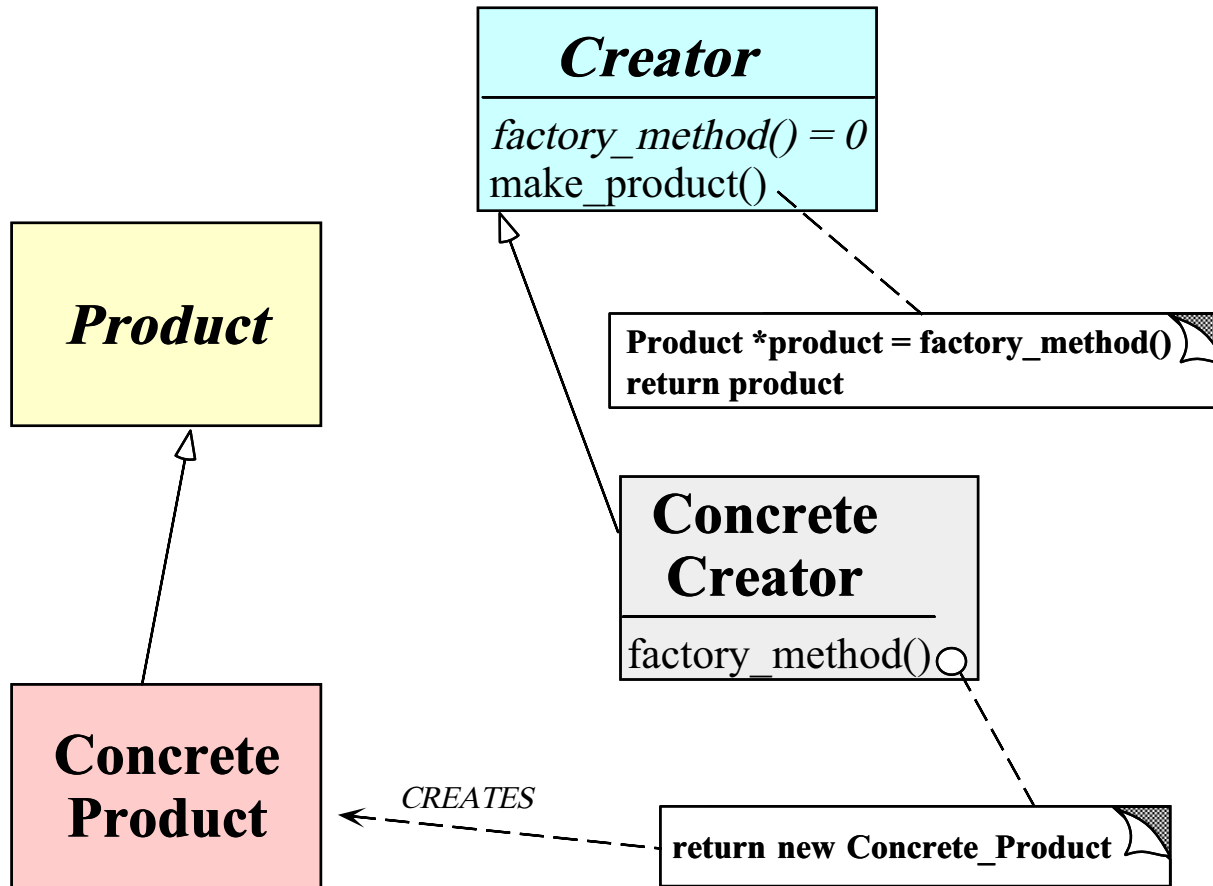 Creator
factory_method() = 0
make_product()
Product
Product *product = factory_method()
return product
Concrete
Creator
factory_method()
Concrete
Product
CREATES
return new Concrete_Product